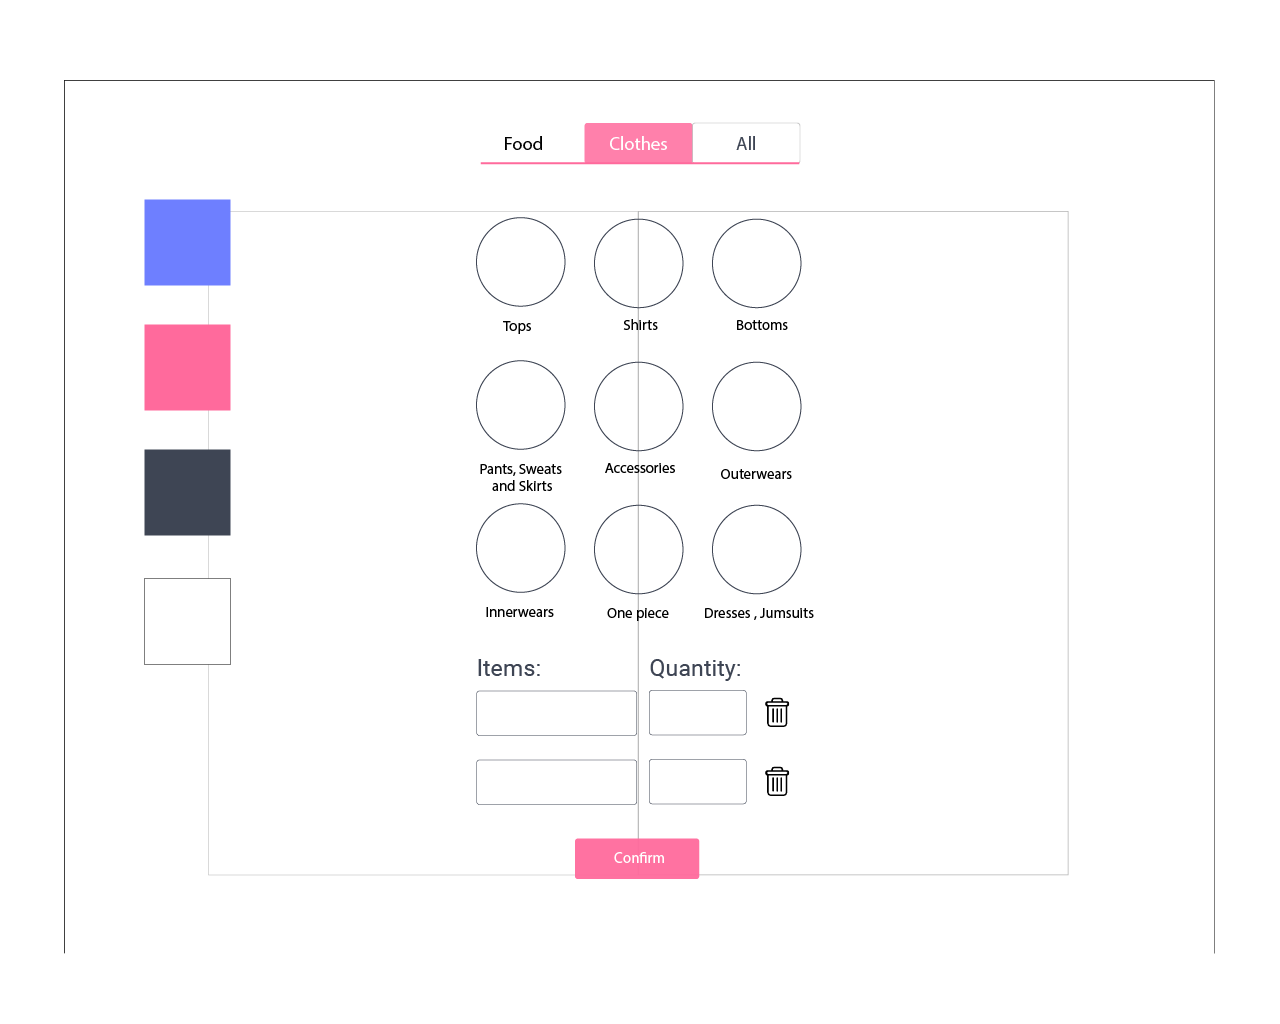 Food
Clothes
All
Tops
Shirts
Bottoms
Pants, Sweats
and Skirts
Accessories
Outerwears
Innerwears
One piece
Dresses , Jumsuits
Items:
Quantity:
Confirm